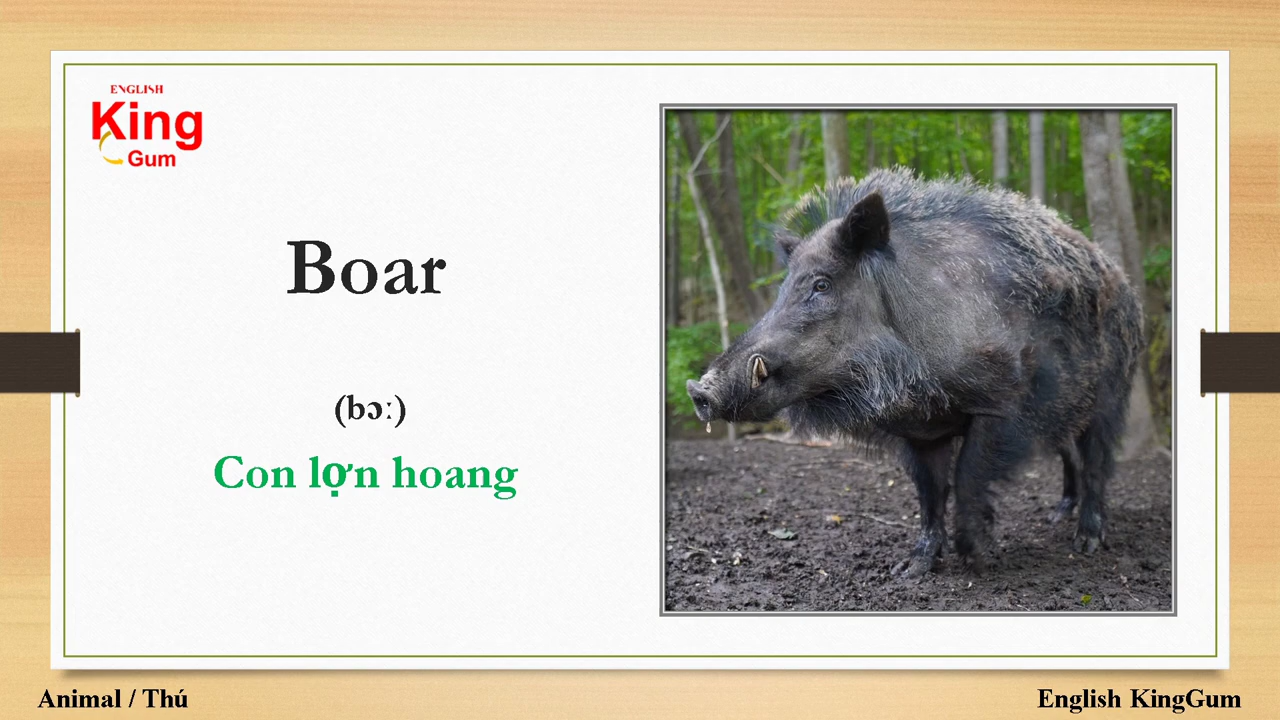 ENGLISH
King
Gum
Boar
(bɔː)
Con lợn hoang
Animal / Thú
English KingGum